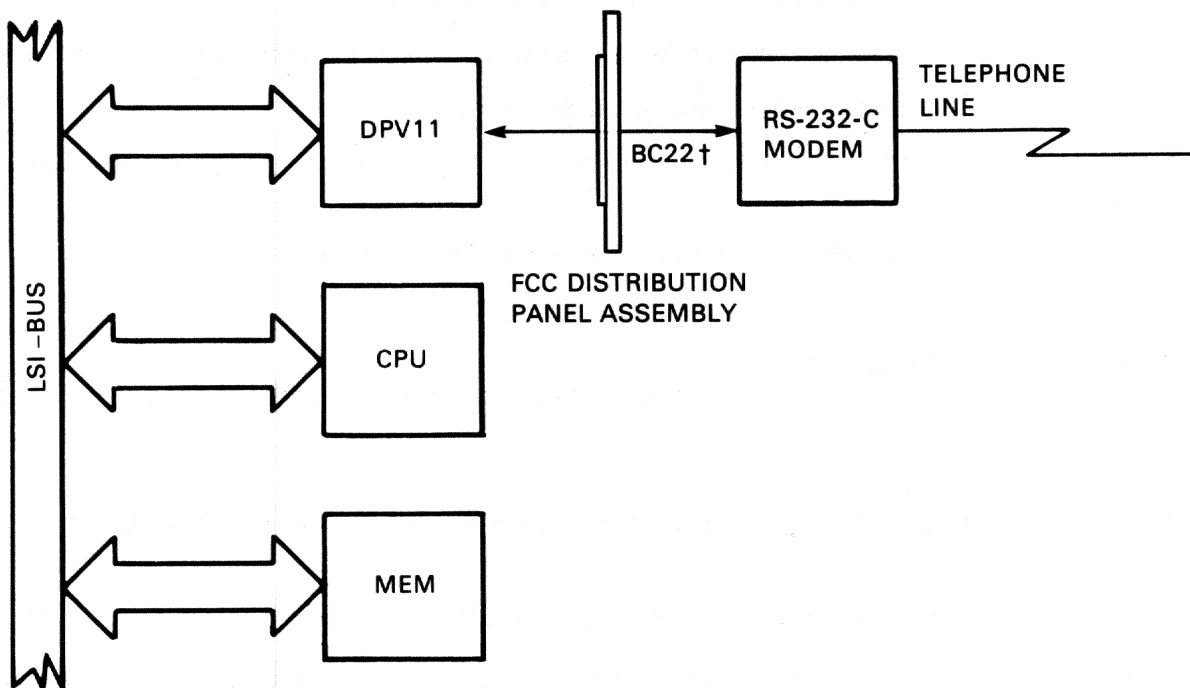 DPV11
BC22†
RS-232-C
MODEM
TELEPHONE
LINE
FCC DISTRIBUTION
PANEL ASSEMBLY
LSI-BUS
CPU
MEM